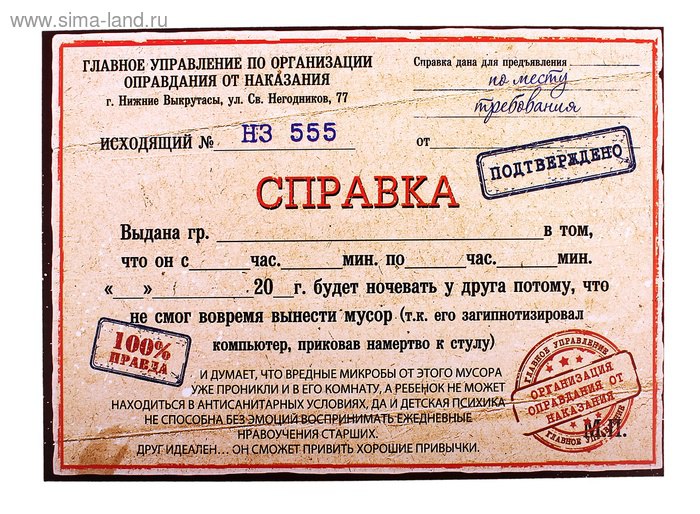 www.sima-land.ru
ГЛАВНОЕ УПРАВЛЕНИЕ ПО ОРГАНИЗАЦИИ
ОПРАВДАНИЯ ОТ НАКАЗАНИЯ
г. Нижние Выкрутасы, ул. Св. Негодников, 77
Справка дана для предъявления
по месту
требования
ИСХОДЯЩИЙ № НЗ 555
от
ПОДТВЕРЖДЕНО
СПРАВКА
Выдана гр. в том,
что он с час. мин. по час. мин.
« » 20 г. будет ночевать у друга потому, что
не смог вовремя вынести мусор (т.к. его загипнотизировал
компьютер, приковав намертво к стулу)
100%
ПРАВДА
И ДУМАЕТ, ЧТО ВРЕДНЫЕ МИКРОБЫ ОТ ЭТОГО МУСОРА
УЖЕ ПРОНИКЛИ И В ЕГО КОМНАТУ, А РЕБЕНОК НЕ МОЖЕТ
НАХОДИТЬСЯ В АНТИСАНИТАРНЫХ УСЛОВИЯХ, ДА И ДЕТСКАЯ ПСИХИКА
НЕ СПОСОБНА БЕЗ ЭМОЦИЙ ВОСПРИНИМАТЬ ЕЖЕДНЕВНЫЕ
НРАВОУЧЕНИЯ СТАРШИХ.
ДРУГ ИДЕАЛЕН... ОН СМОЖЕТ ПРИВИТЬ ХОРОШИЕ ПРИВЫЧКИ.
ГЛАВНОЕ УПРАВЛЕНИЕ
ОРГАНИЗАЦИЯ
ОПРАВДАНИЯ ОТ
НАКАЗАНИЯ
ГЛАВНОЕ УПРАВЛЕНИЕ
М.П.